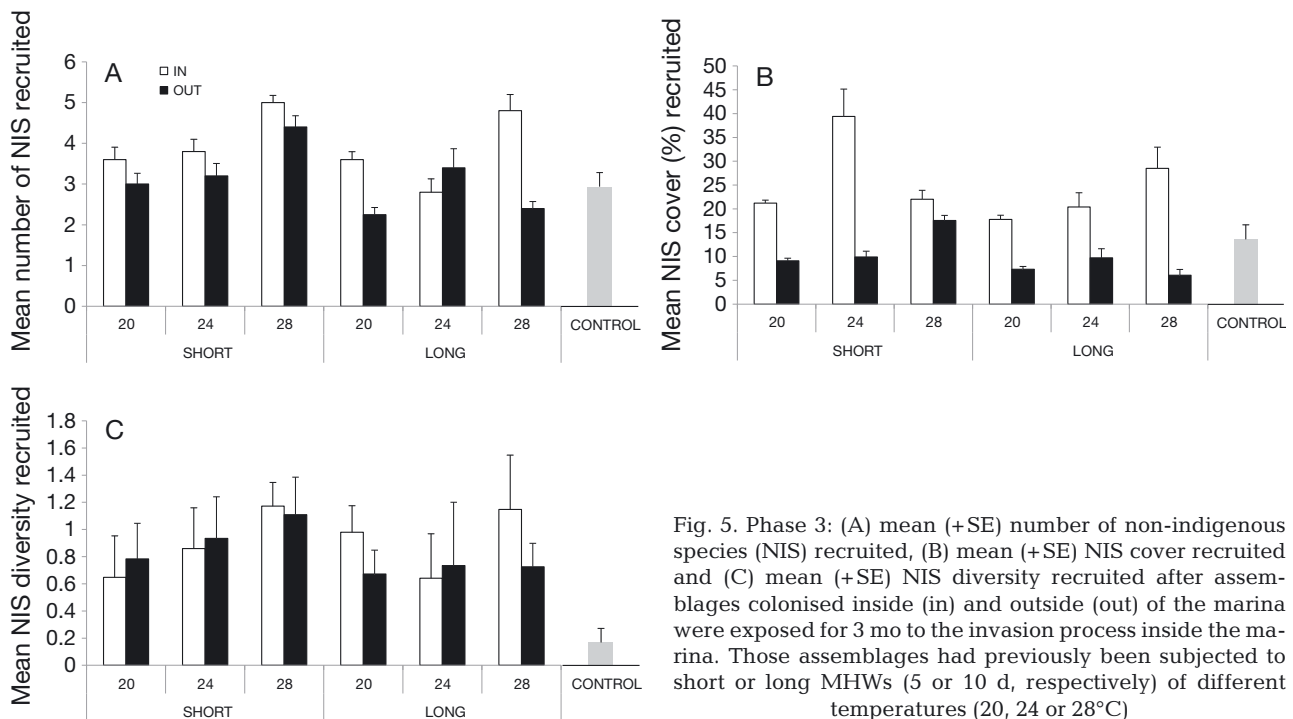 A
IN
OUT
Mean number of NIS recruited
6
5
4
3
2
1
0
20 24 28 20 24 28 CONTROL
SHORT LONG
B
Mean NIS cover (%) recruited
50
45
40
35
30
25
20
15
10
5
0
20 24 28 20 24 28 CONTROL
SHORT LONG
C
Mean NIS diversity recruited
1.8
1.6
1.4
1.2
1
0.8
0.6
0.4
0.2
0
20 24 28 20 24 28 CONTROL
SHORT LONG
Fig. 5. Phase 3: (A) mean (+SE) number of non-indigenous
species (NIS) recruited, (B) mean (+SE) NIS cover recruited
and (C) mean (+SE) NIS diversity recruited after assem-
blages colonised inside (in) and outside (out) of the marina
were exposed for 3 mo to the invasion process inside the ma-
rina. Those assemblages had previously been subjected to
short or long MHWs (5 or 10 d, respectively) of different
temperatures (20, 24 or 28°C)